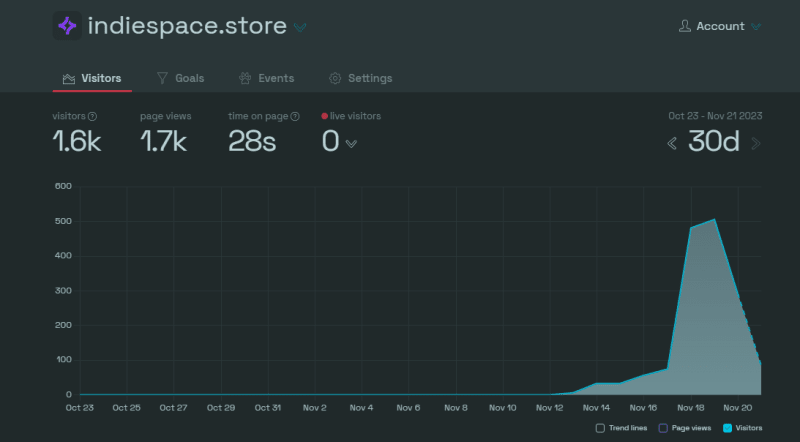 indiespace.store
Account
Visitors Goals Events Settings
visitors page views time on page live visitors Oct 23 - Nov 21 2023
1.6k 1.7k 28s 0 30d
600
500
400
300
200
100
0
Oct 23 Oct 25 Oct 27 Oct 29 Oct 31 Nov 2 Nov 4 Nov 6 Nov 8 Nov 10 Nov 12 Nov 14 Nov 16 Nov 18 Nov 20
Trend lines Page views Visitors